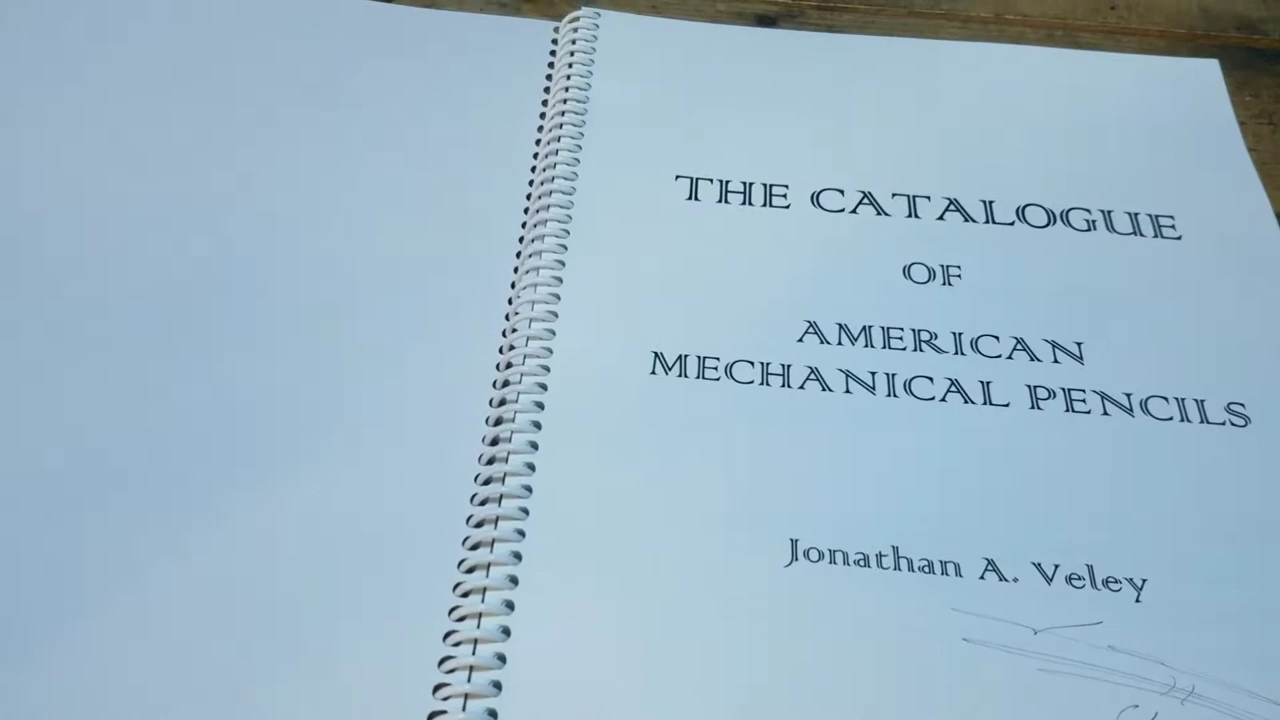 THE CATALOGUE
OF
AMERICAN
MECHANICAL PENCILS
Jonathan A. Veley